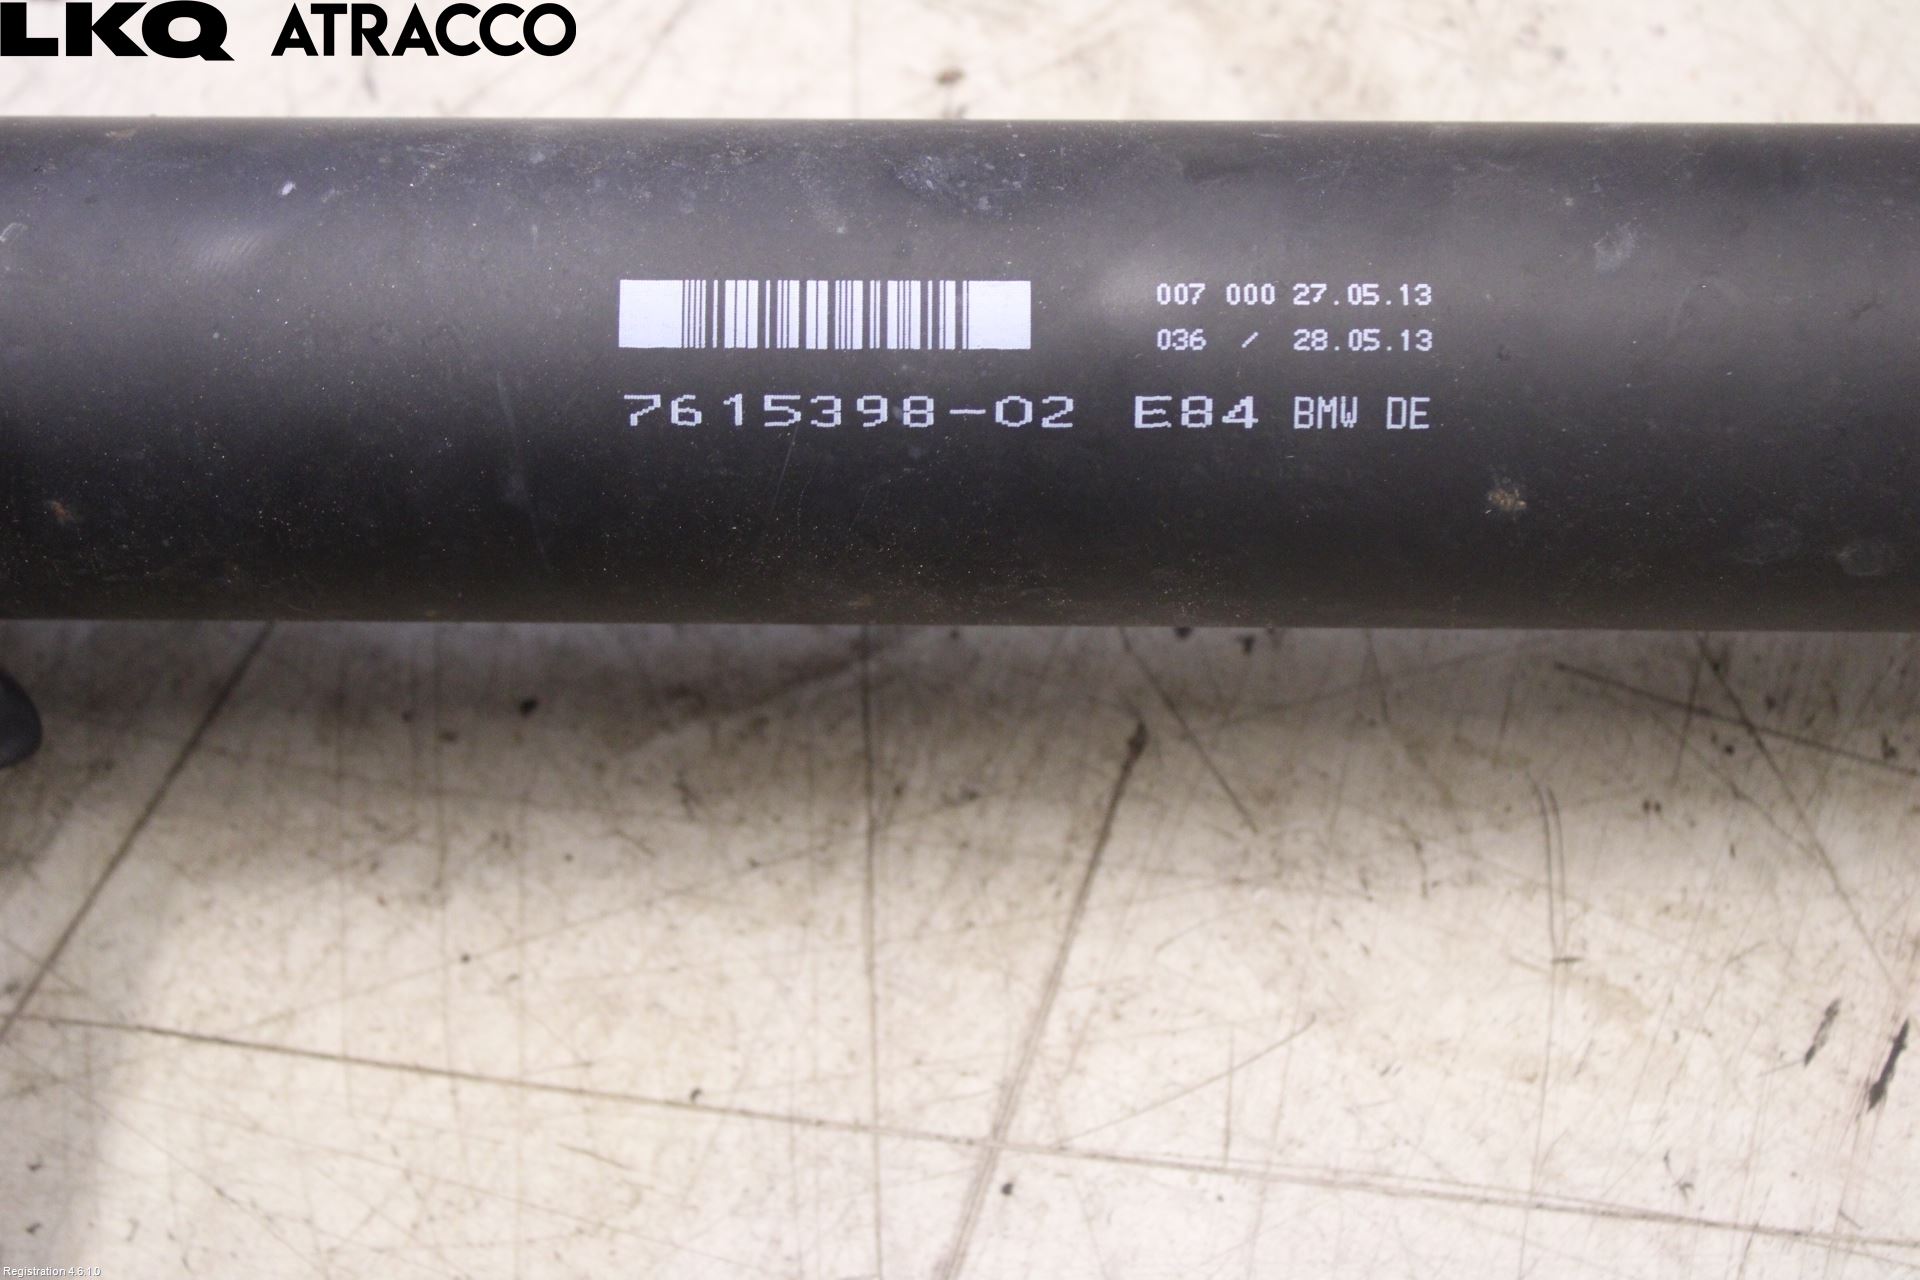 LKQ ATRACCO
007 000 27.05.13
036 / 28.05.13
7615398-02 E84 BMW DE
Registration 4.6.1.0